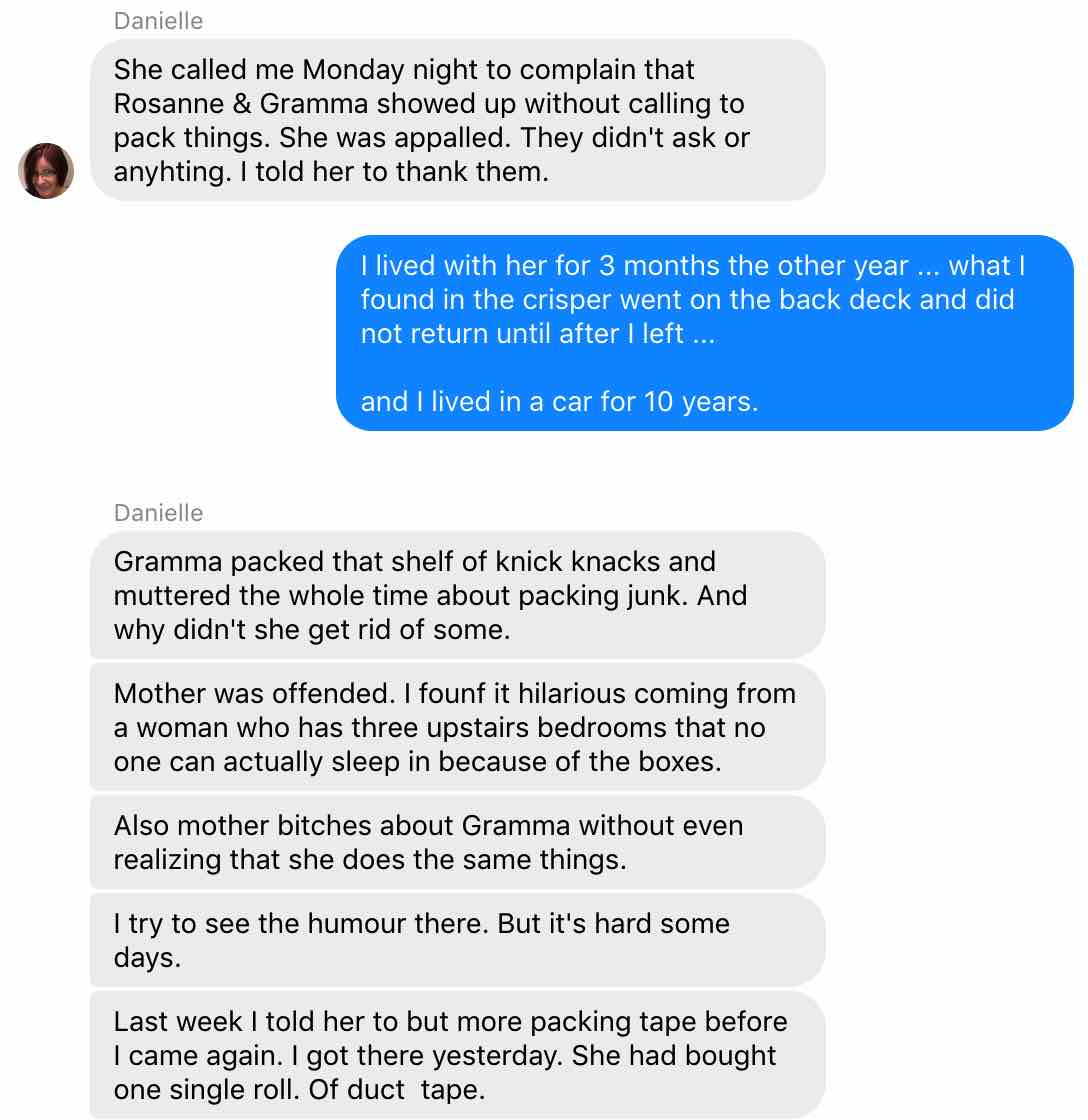 Danielle
She called me Monday night to complain that
Rosanne & Gramma showed up without calling to
pack things. She was appalled. They didn't ask or
anyhting. I told her to thank them.
I lived with her for 3 months the other year ... what I
found in the crisper went on the back deck and did
not return until after I left ...
and I lived in a car for 10 years.
Danielle
Gramma packed that shelf of knick knacks and
muttered the whole time about packing junk. And
why didn't she get rid of some.
Mother was offended. I founf it hilarious coming from
a woman who has three upstairs bedrooms that no
one can actually sleep in because of the boxes.
Also mother bitches about Gramma without even
realizing that she does the same things.
I try to see the humour there. But it's hard some
days.
Last week I told her to but more packing tape before
I came again. I got there yesterday. She had bought
one single roll. Of duct  tape.